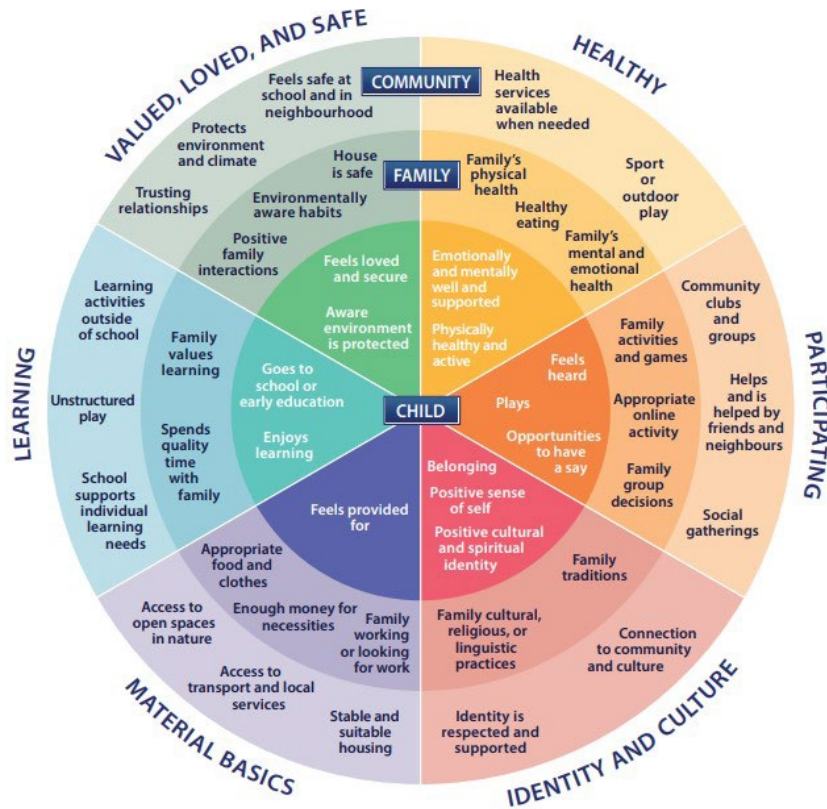 VALUED, LOVED, AND SAFE
COMMUNITY
Feels safe at
school and in
neighbourhood
Protects
environment
and climate
Trusting
relationships
FAMILY
House
is safe
Environmentally
aware habits
Positive
family
interactions
Feels loved
and secure
Aware
environment
is protected
HEALTHY
Health
services
available
when needed
Sport
or
outdoor
play
Family's
physical
health
Healthy
eating
Family's
mental and
emotional
health
Emotionally
and mentally
well and
supported
Physically
healthy and
active
PARTICIPATING
Community
clubs
and
groups
Helps
and is
helped by
friends and
neighbours
Social
gatherings
Family
activities
and games
Appropriate
online
activity
Family
group
decisions
Feels
heard
Plays
Opportunities
to have
a say
CHILD
IDENTITY AND CULTURE
Belonging
Positive sense
of self
Positive cultural
and spiritual
identity
Family
traditions
Family cultural,
religious, or
linguistic
practices
Connection
to community
and culture
Identity is
respected and
supported
MATERIAL BASICS
Feels provided
for
Appropriate
food and
clothes
Enough money for
necessities
Family
working
or looking
for work
Access to
open spaces
in nature
Access to
transport and local
services
Stable and
suitable
housing
LEARNING
Learning
activities
outside
of school
Unstructured
play
School
supports
individual
learning
needs
Family
values
learning
Spends
quality
time
with
family
Goes to
school or
early education
Enjoys
learning